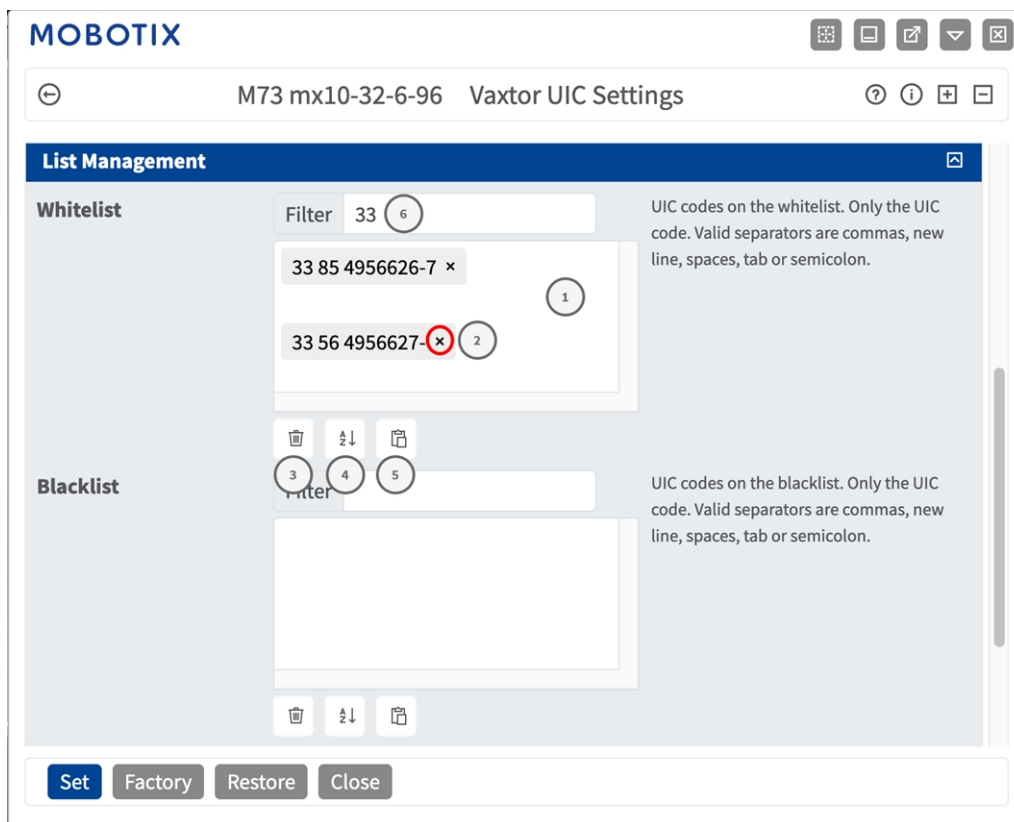 MOBOTIX
M73 mx10-32-6-96 Vaxtor UIC Settings
List Management
Whitelist
Filter 33 6
33 85 4956626-7 ×
1
33 56 4956627- × 2
UIC codes on the whitelist. Only the UIC
code. Valid separators are commas, new
line, spaces, tab or semicolon.
A
Z
3 4 5
Blacklist
Filter
UIC codes on the blacklist. Only the UIC
code. Valid separators are commas, new
line, spaces, tab or semicolon.
A
Z
Set Factory Restore Close